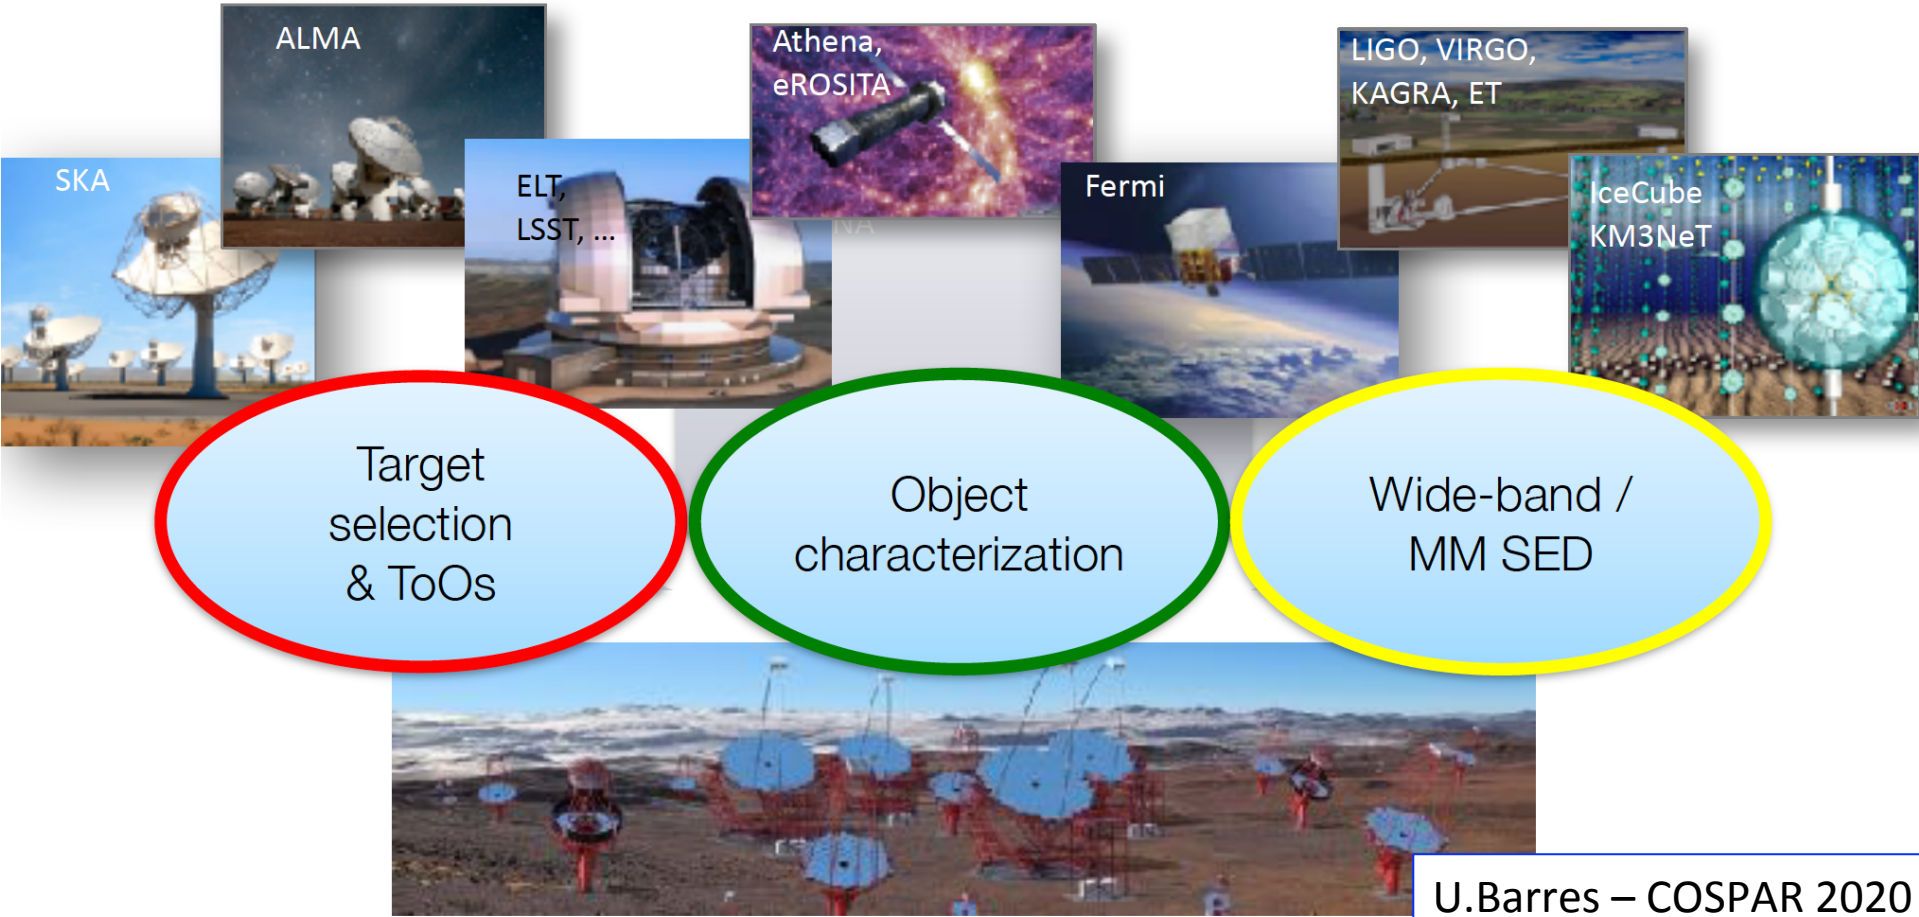 ALMA
Athena,
eROSITA
LIGO, VIRGO,
KAGRA, ET
SKA
ELT,
LSST, ...
Fermi
IceCube
KM3NeT
NA
Target
selection
& ToOs
Object
characterization
Wide-band /
MM SED
U.Barres – COSPAR 2020